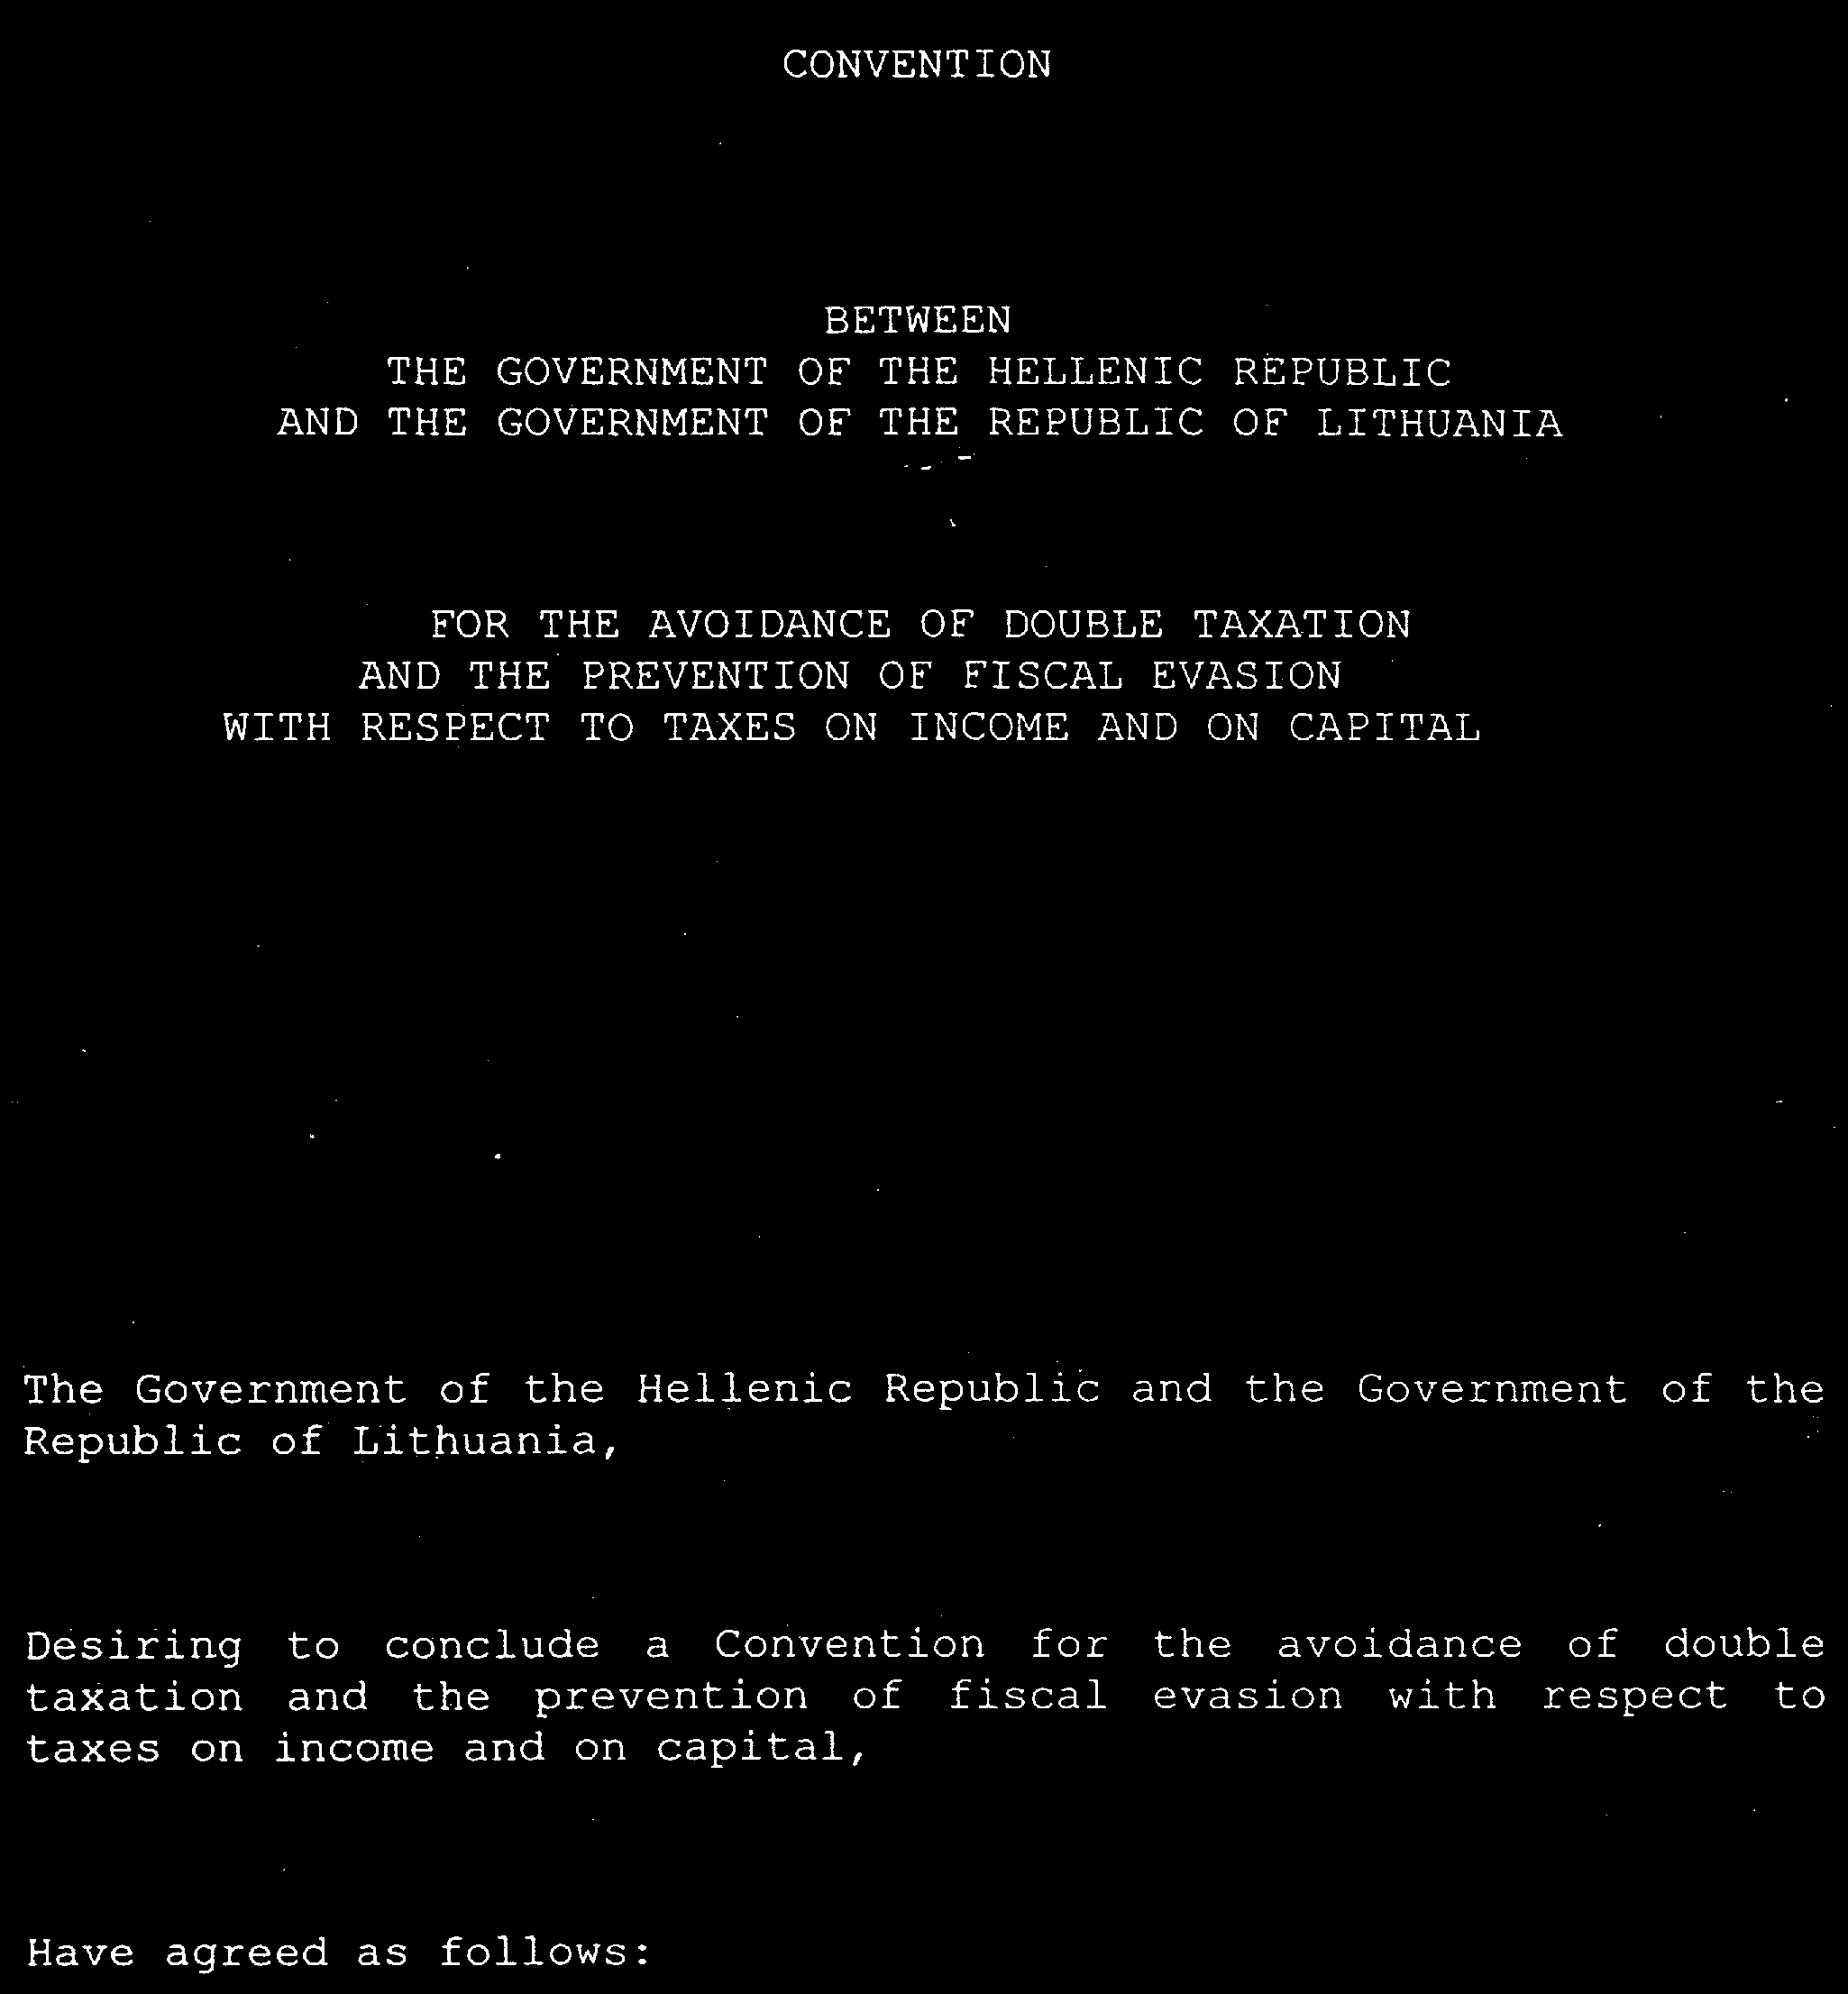 CONVENTION
BETWEEN
THE GOVERNMENT OF THE HELLENIC REPUBLIC
AND THE GOVERNMENT OF THE REPUBLIC OF LITHUANIA
FOR THE AVOIDANCE OF DOUBLE TAXATION
AND THE PREVENTION OF FISCAL EVASION
WITH RESPECT TO TAXES ON INCOME AND ON CAPITAL
The Government of the Hellenic Republic and the Government of the
Republic of Lithuania,
Desiring to conclude a Convention for the avoidance of double
taxation and the prevention of fiscal evasion with respect to
taxes on income and on capital,
Have agreed as follows: